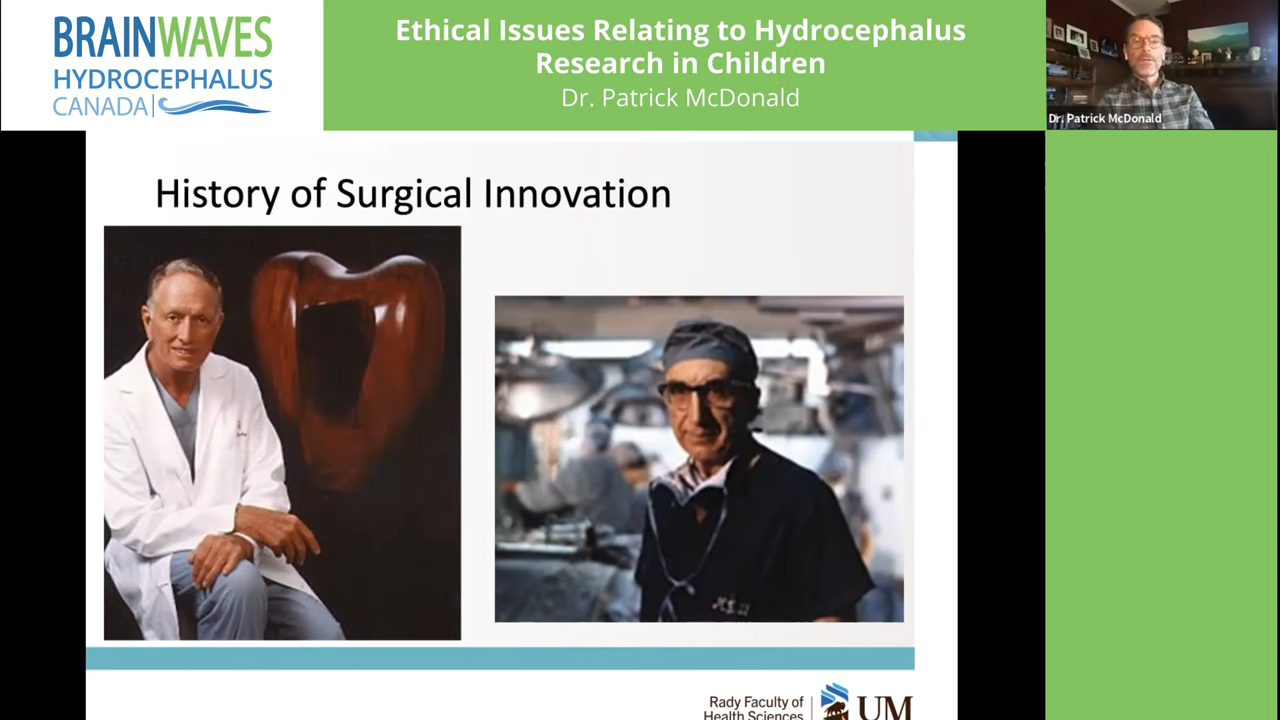 BRAINWAVES
HYDROCEPHALUS
CANADA
Ethical Issues Relating to Hydrocephalus
Research in Children
Dr. Patrick McDonald
Dr. Patrick McDonald
History of Surgical Innovation
Rady Faculty of
Health Sciences
UM